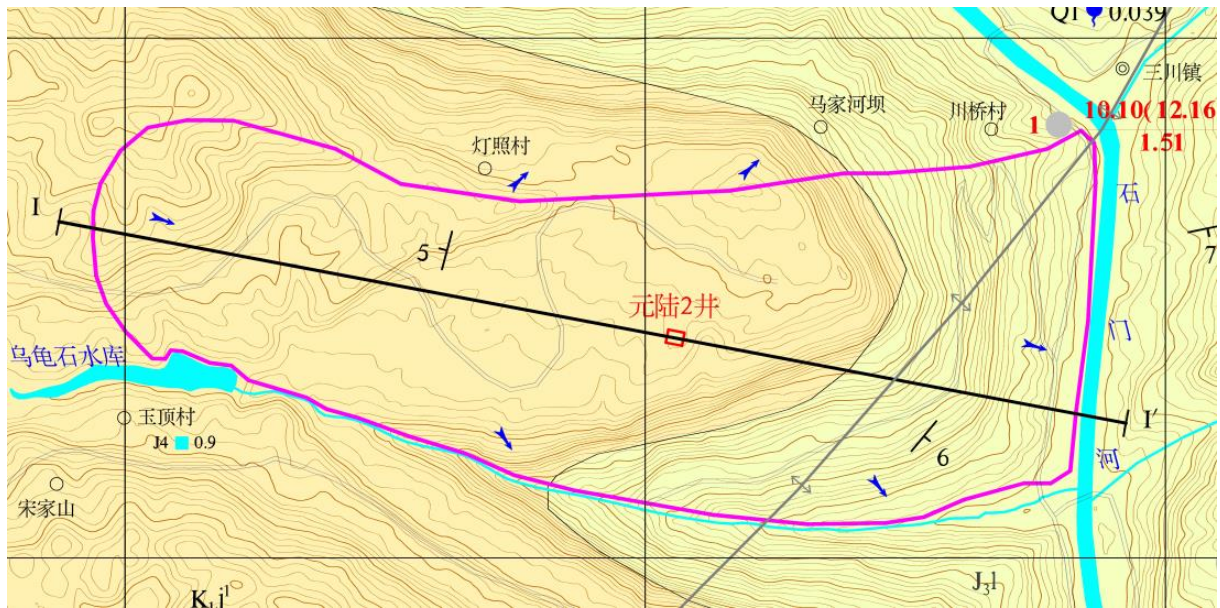 Q1 0.039
三川镇
马家河坝
川桥村
1
10.10(12.16
1.51
灯照村
石
I
5
7
元陆2井
门
乌龟石水库
玉顶村
I′
J4 0.9
6
河
宋家山
K₁j¹
J₃l